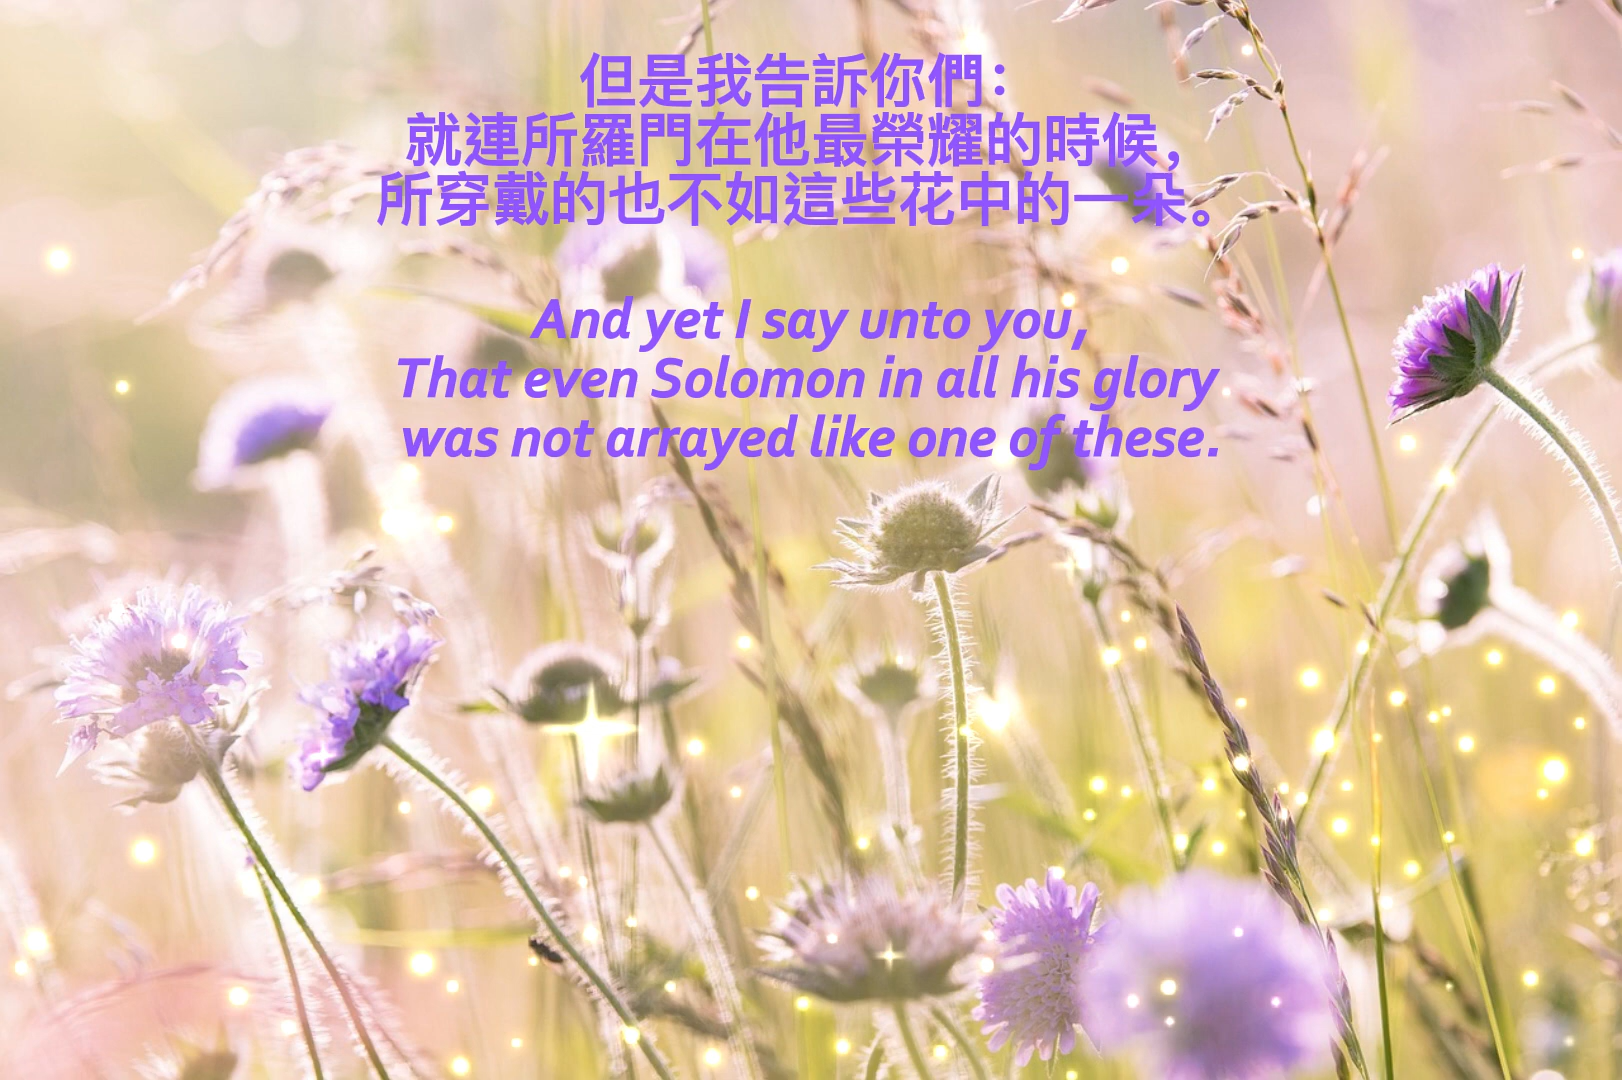 但是我告訴你們：
就連所羅門在他最榮耀的時候，
所穿戴的也不如這些花中的一朵。
And yet I say unto you,
That even Solomon in all his glory
was not arrayed like one of these.